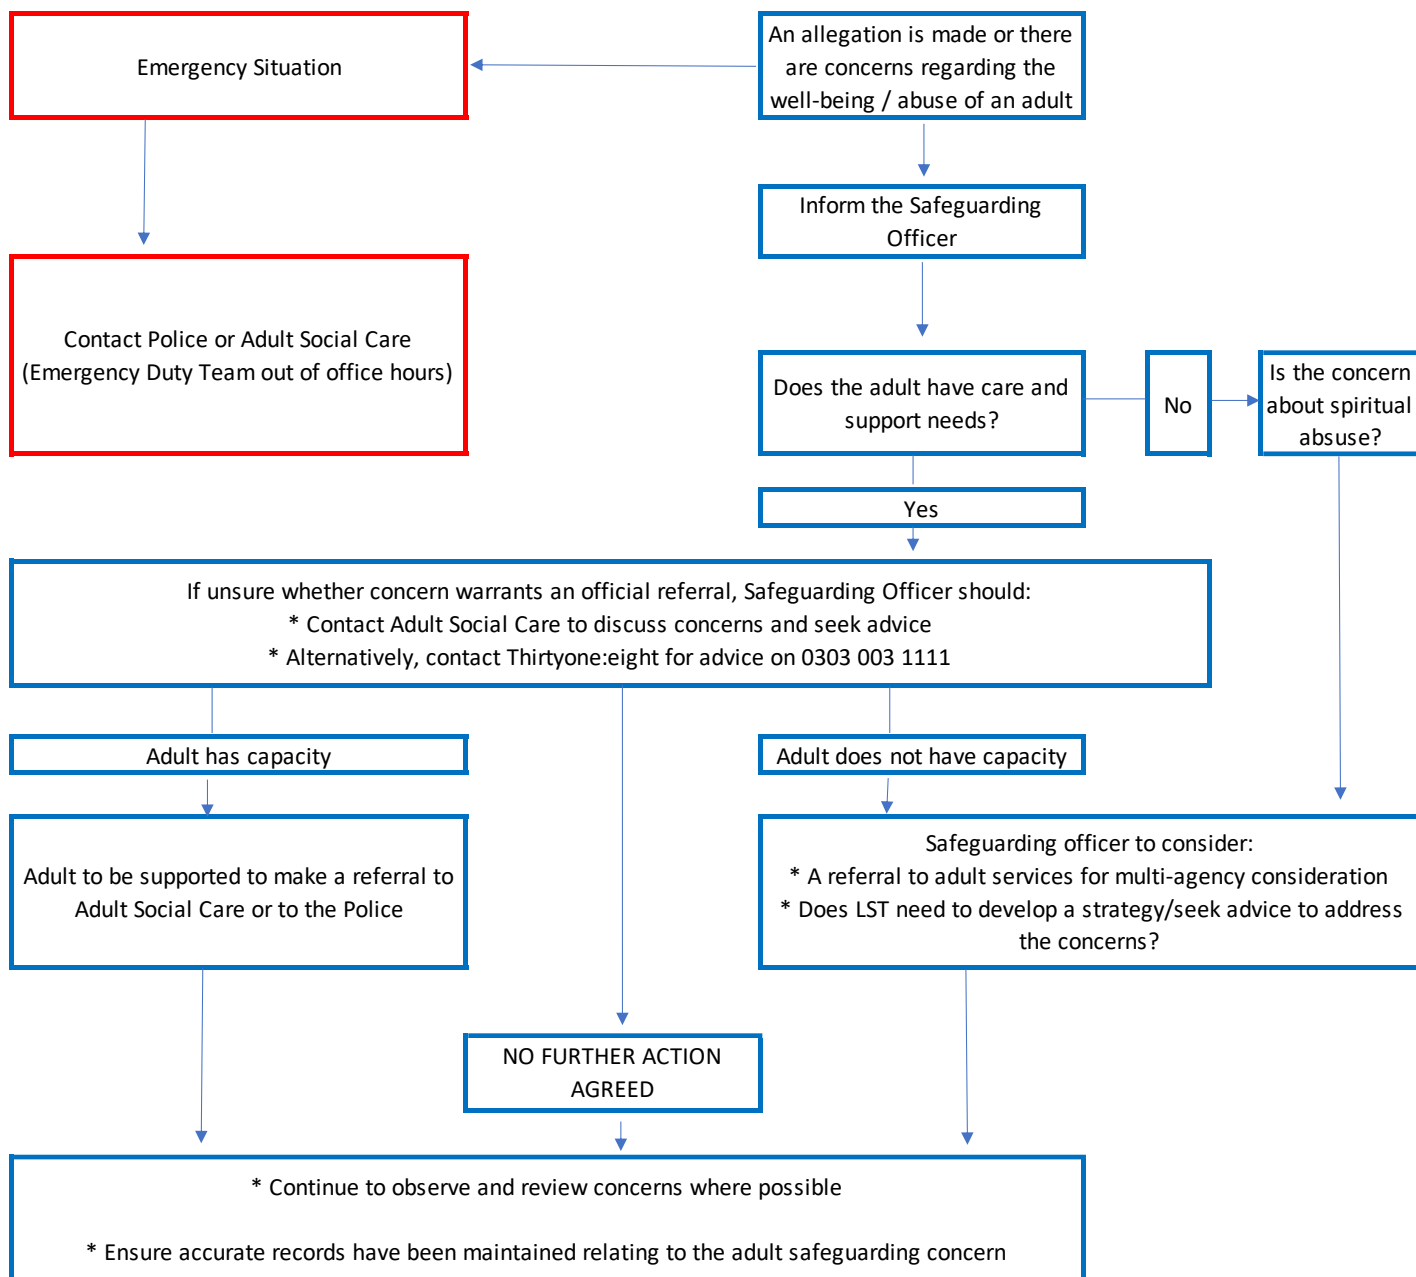 Emergency Situation
An allegation is made or there
are concerns regarding the
well-being / abuse of an adult
Inform the Safeguarding
Officer
Contact Police or Adult Social Care
(Emergency Duty Team out of office hours)
Does the adult have care and
support needs?
No
Is the concern
about spiritual
absuse?
Yes
If unsure whether concern warrants an official referral, Safeguarding Officer should:
* Contact Adult Social Care to discuss concerns and seek advice
* Alternatively, contact Thirtyone:eight for advice on 0303 003 1111
Adult has capacity
Adult does not have capacity
Adult to be supported to make a referral to
Adult Social Care or to the Police
Safeguarding officer to consider:
* A referral to adult services for multi-agency consideration
* Does LST need to develop a strategy/seek advice to address
the concerns?
NO FURTHER ACTION
AGREED
* Continue to observe and review concerns where possible
* Ensure accurate records have been maintained relating to the adult safeguarding concern